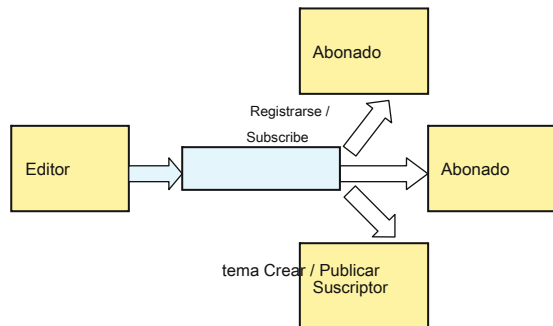 Abonado
Registrarse /
Subscribe
Editor
Abonado
tema Crear / Publicar
Suscriptor